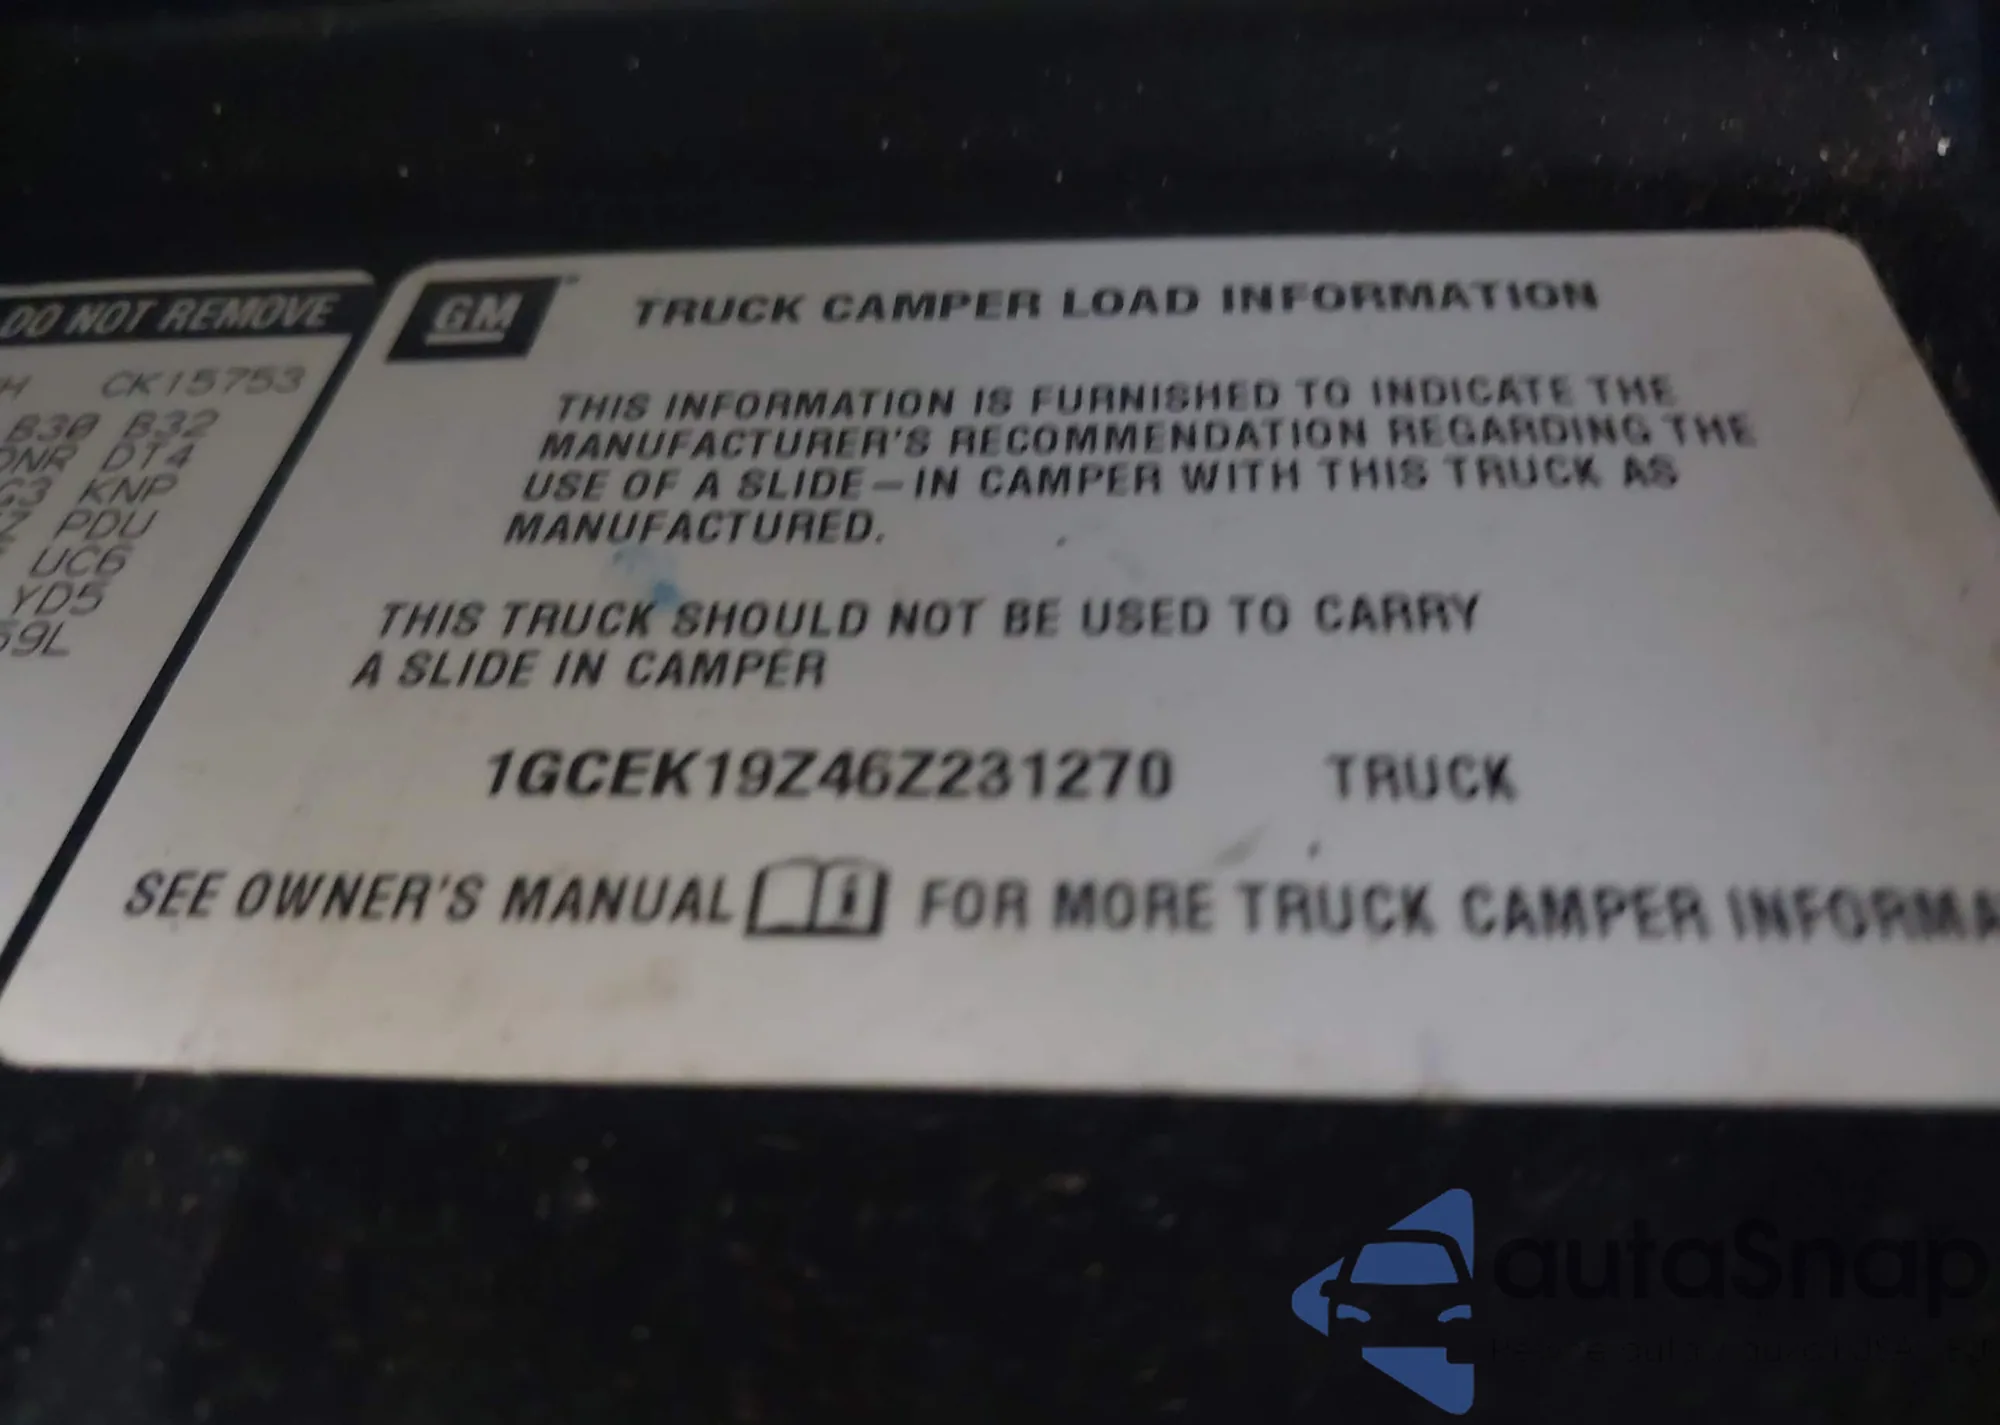 DO NOT REMOVE
CK15753
B30 B32
DT4
KNP
PDU
UC6
YD5
59L
GM
TRUCK CAMPER LOAD INFORMATION
THIS INFORMATION IS FURNISHED TO INDICATE THE
MANUFACTURER'S RECOMMENDATION REGARDING THE
USE OF A SLIDE-IN CAMPER WITH THIS TRUCK AS
MANUFACTURED.
THIS TRUCK SHOULD NOT BE USED TO CARRY
A SLIDE IN CAMPER
1GCEK19Z46Z231270 TRUCK
SEE OWNER'S MANUAL FOR MORE TRUCK CAMPER INFORMA
autaSnap